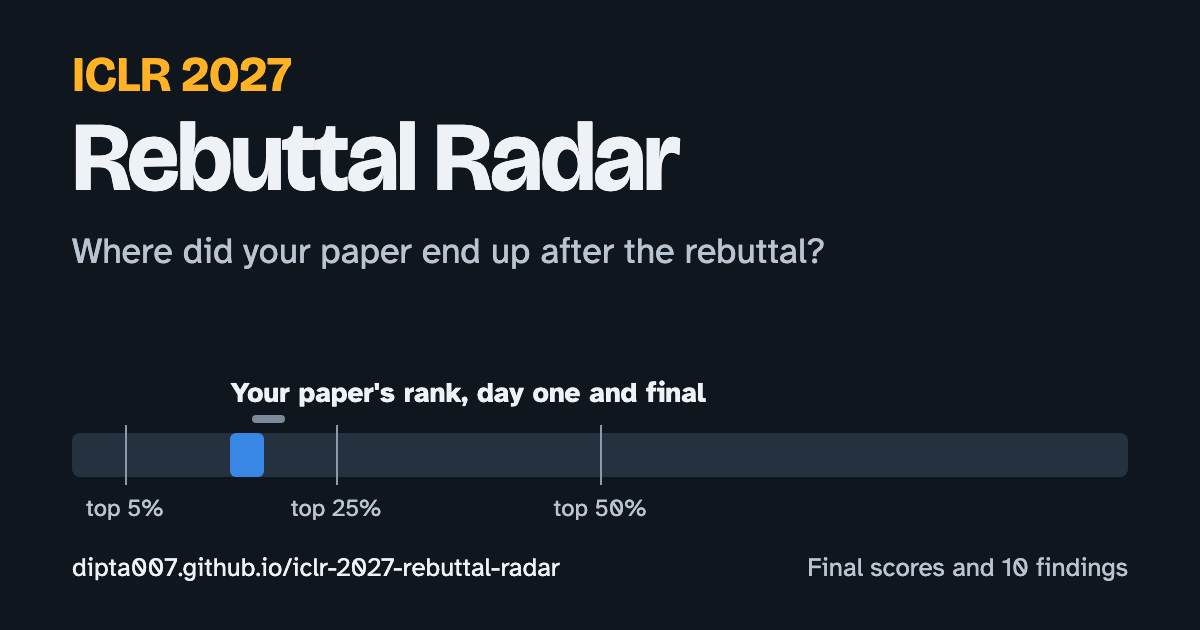 ICLR 2027
Rebuttal Radar
Where did your paper end up after the rebuttal?
Your paper's rank, day one and final
top 5%
top 25%
top 50%
dipta007.github.io/iclr-2027-rebuttal-radar
Final scores and 10 findings